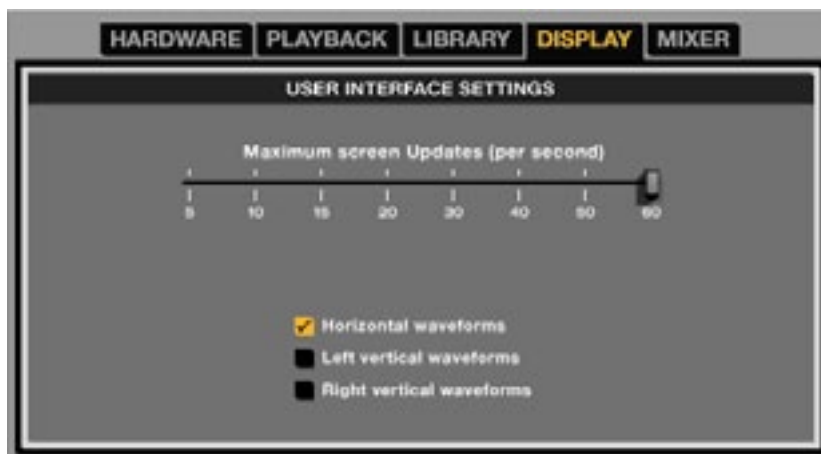 HARDWARE PLAYBACK LIBRARY DISPLAY MIXER
USER INTERFACE SETTINGS
Maximum screen Updates (per second)
5 10 15 20 30 40 50 60
Horizontal waveforms
Left vertical waveforms
Right vertical waveforms